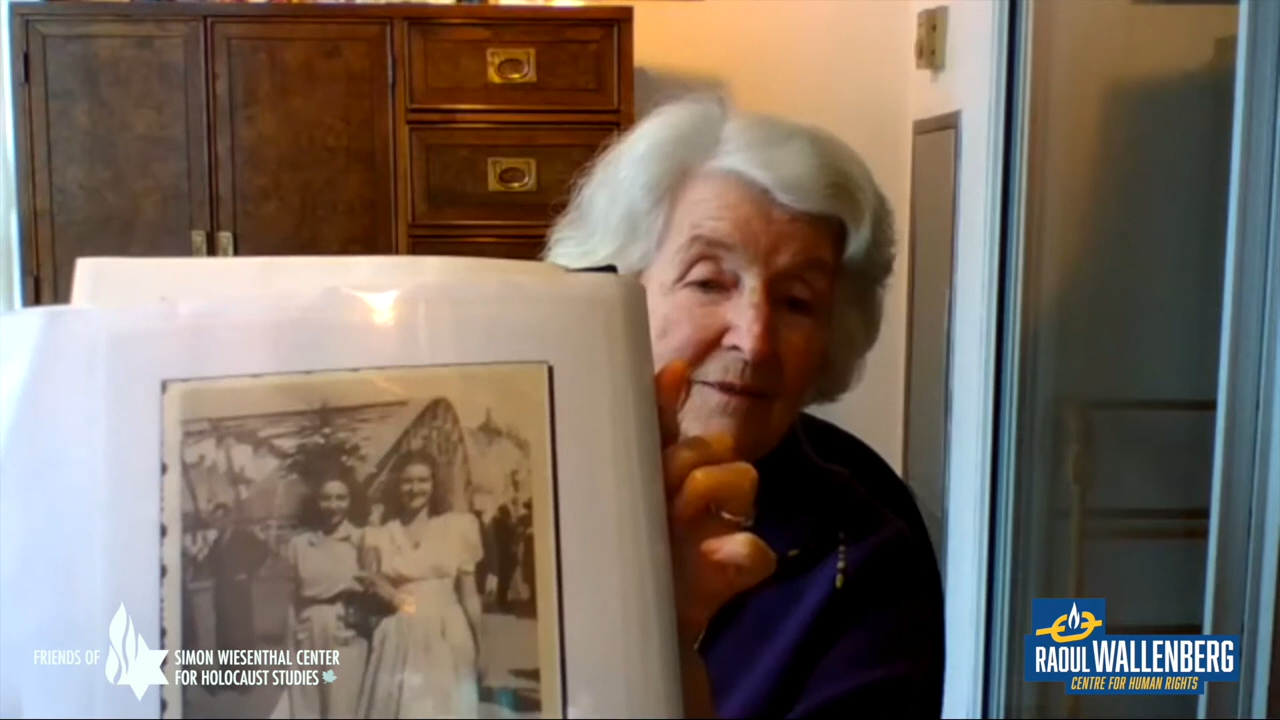 FRIENDS OF
SIMON WIESENTHAL CENTER
FOR HOLOCAUST STUDIES
RAOUL WALLENBERG
CENTRE FOR HUMAN RIGHTS